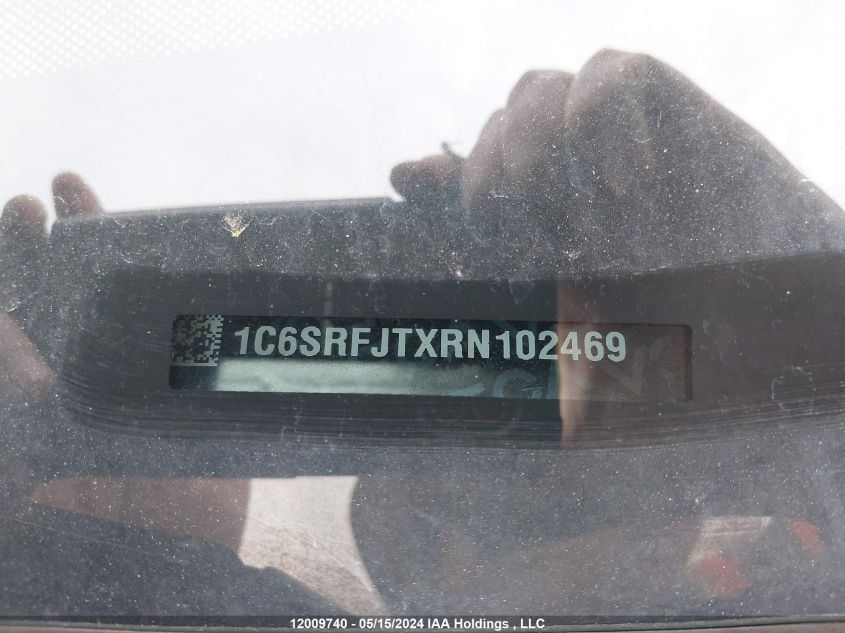 1C6SRFJTXRN102469
12009740 - 05/15/2024 IAA Holdings , LLC